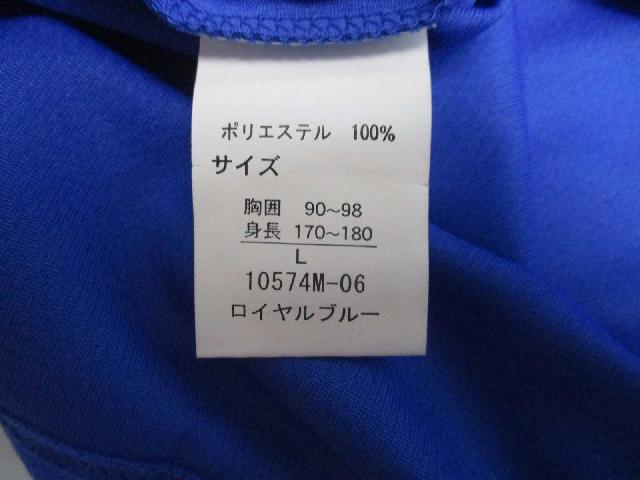 ポリエステル 100%
サイズ
胸囲 90～98
身長 170～180
L
10574M-06
ロイヤルブルー